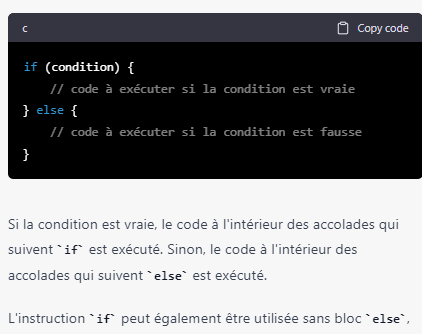 c Copy code
if (condition) {
// code à exécuter si la condition est vraie
} else {
// code à exécuter si la condition est fausse
}
Si la condition est vraie, le code à l'intérieur des accolades qui
suivent `if` est exécuté. Sinon, le code à l'intérieur des
accolades qui suivent `else` est exécuté.
L'instruction `if` peut également être utilisée sans bloc `else`,